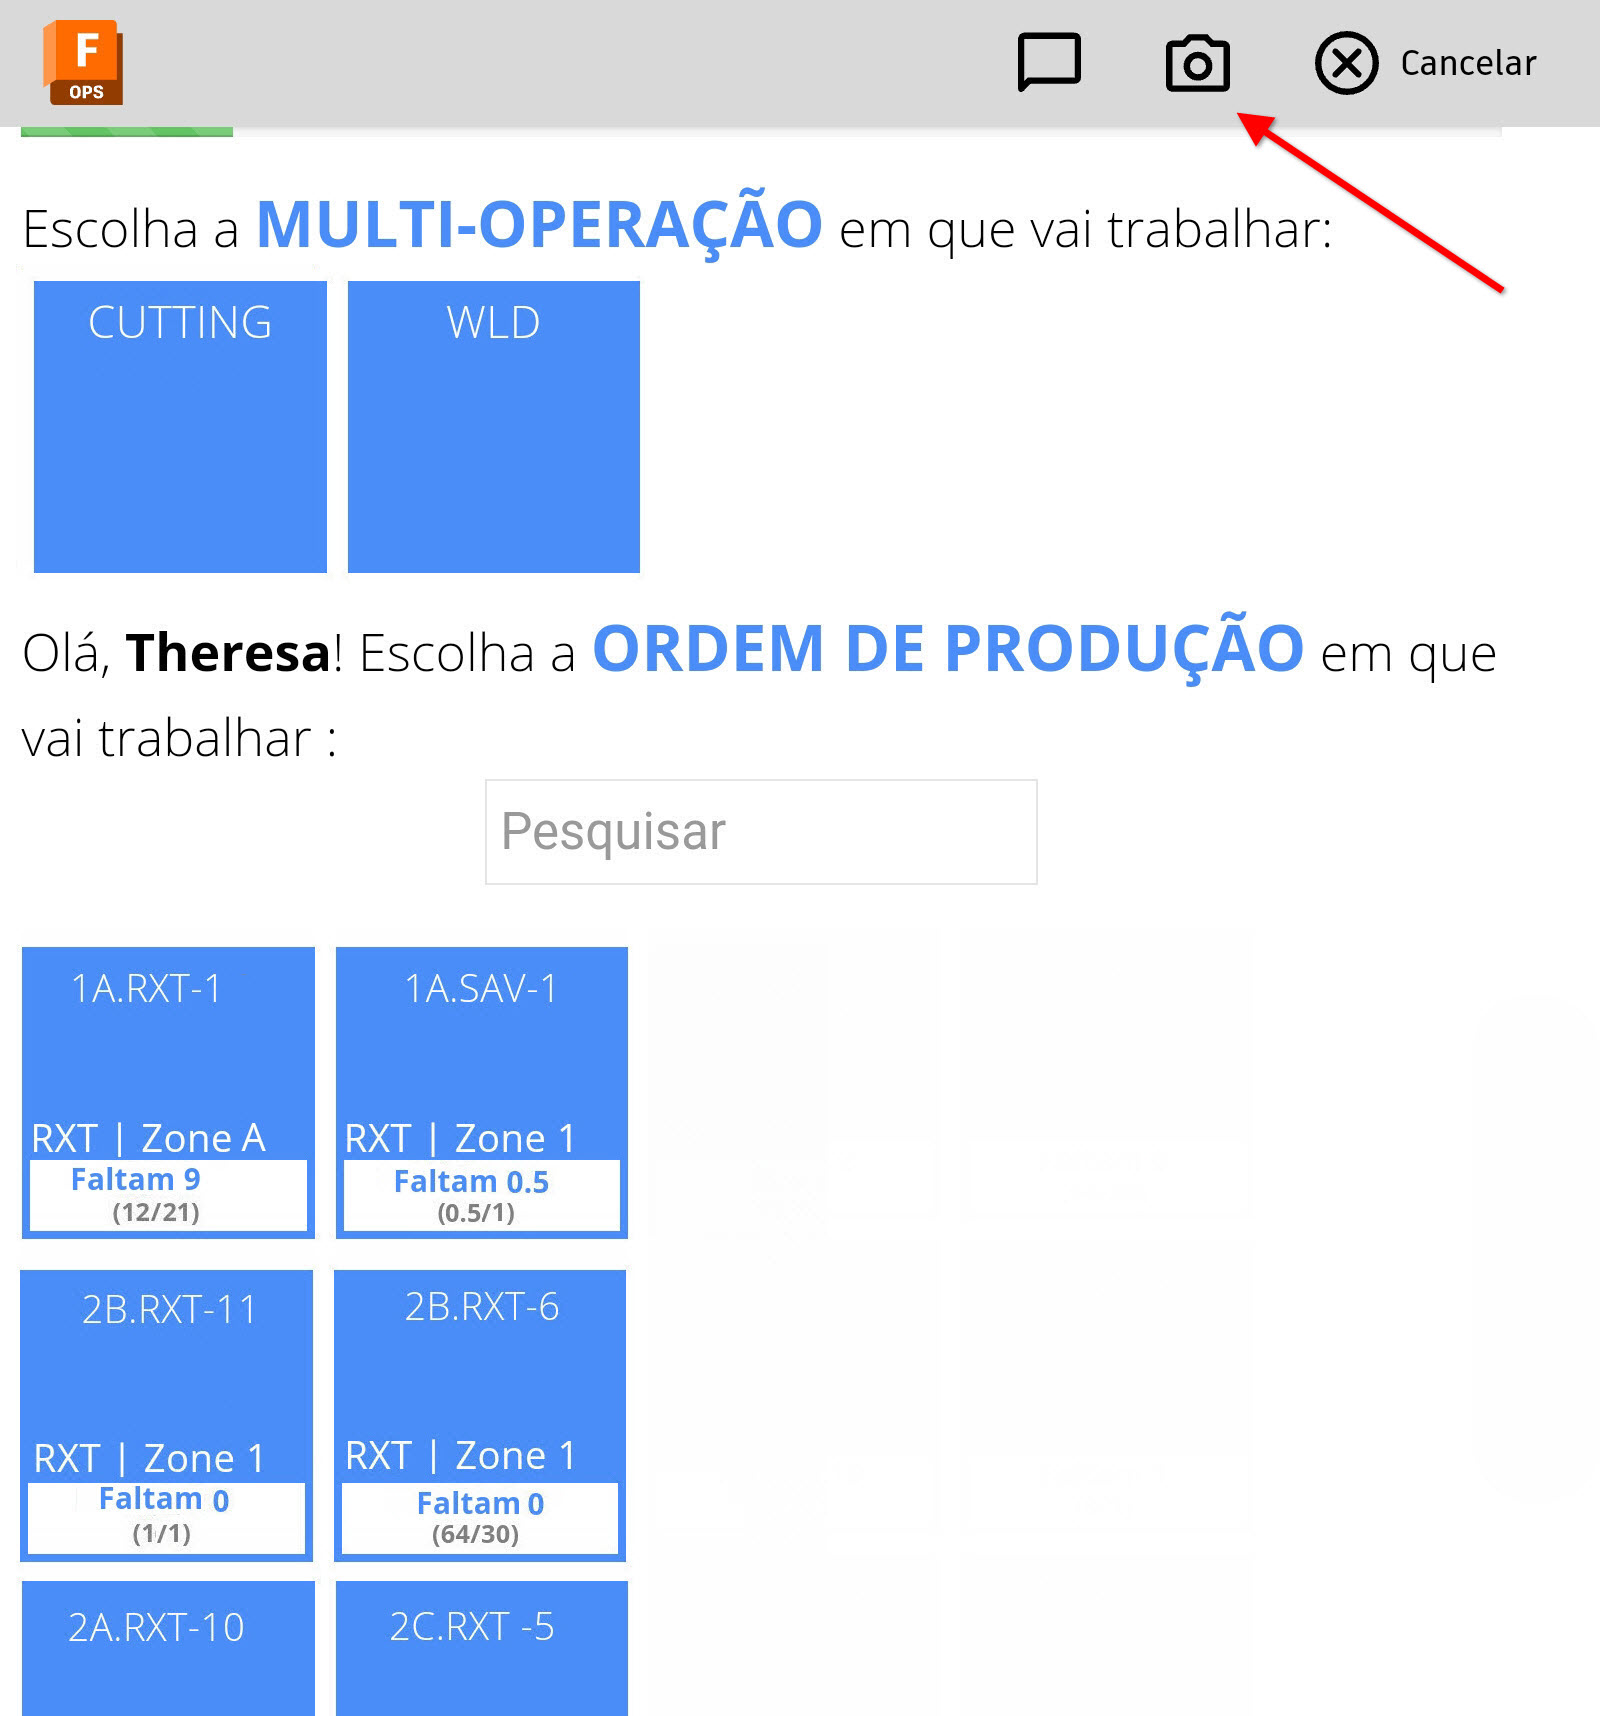 F
OPS
Cancelar
Escolha a MULTI-OPERAÇÃO em que vai trabalhar:
CUTTING
WLD
Olá, Theresa! Escolha a ORDEM DE PRODUÇÃO em que
vai trabalhar :
Pesquisar
1A.RXT-1
RXT | Zone A
Faltam 9
(12/21)
1A.SAV-1
RXT | Zone 1
Faltam 0.5
(0.5/1)
2B.RXT-11
RXT | Zone 1
Faltam 0
(1/1)
2B.RXT-6
RXT | Zone 1
Faltam 0
(64/30)
2A.RXT-10
2C.RXT -5